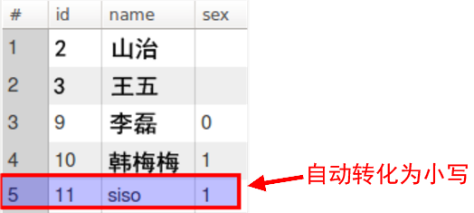 # id name sex
1 2 山治
2 3 王五
3 9 李磊 0
4 10 韩梅梅 1
5 11 siso 1
自动转化为小写